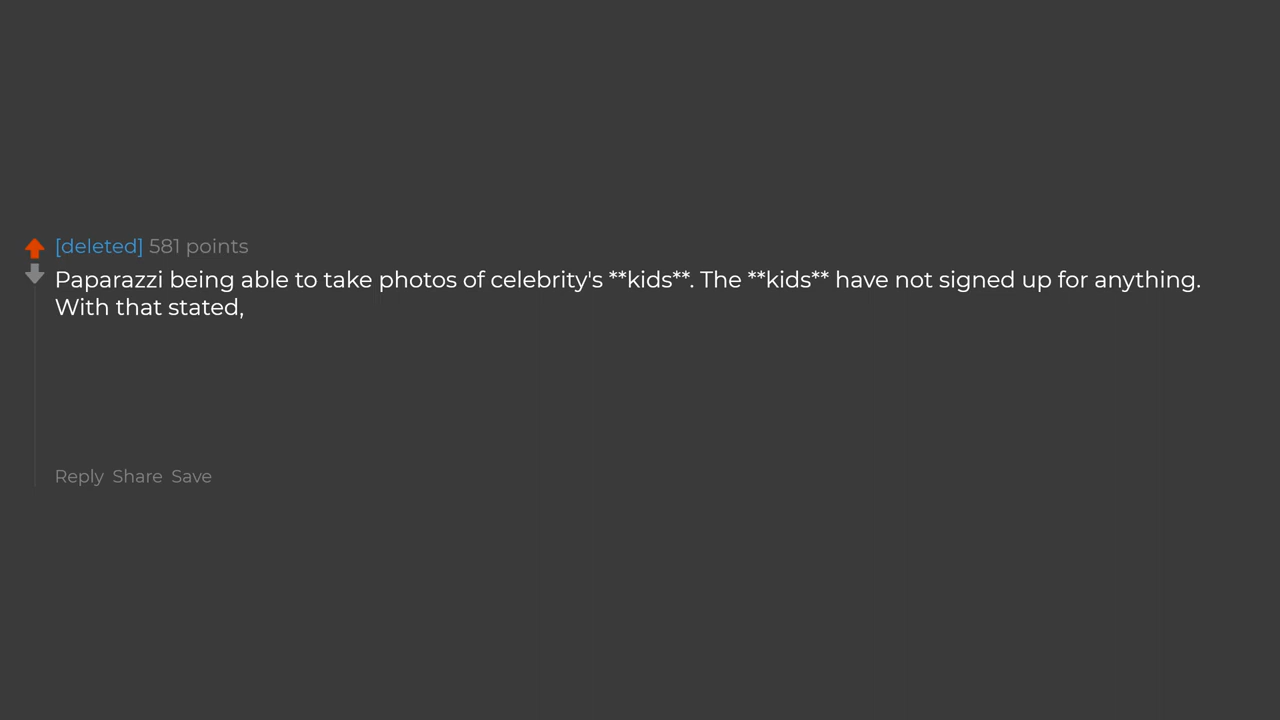 [deleted] 581 points
Paparazzi being able to take photos of celebrity's **kids**. The **kids** have not signed up for anything.
With that stated,
Reply Share Save